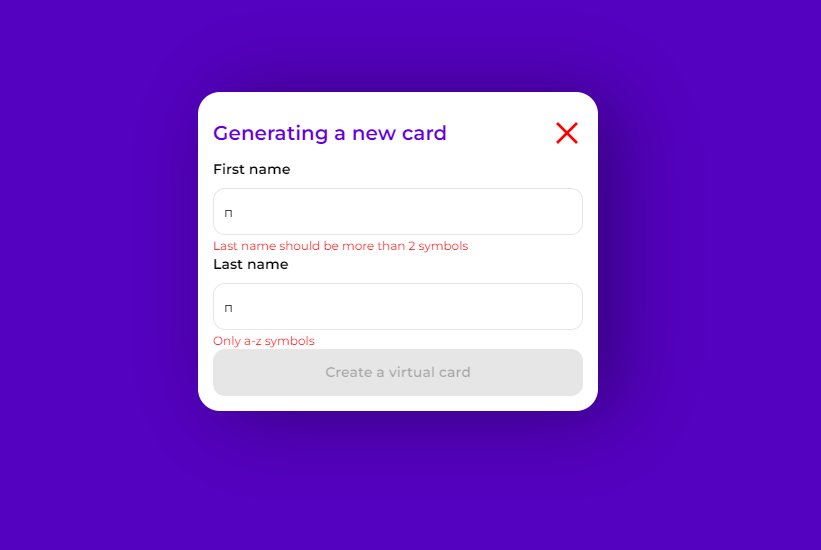 Generating a new card
First name
п
Last name should be more than 2 symbols
Last name
п
Only a-z symbols
Create a virtual card